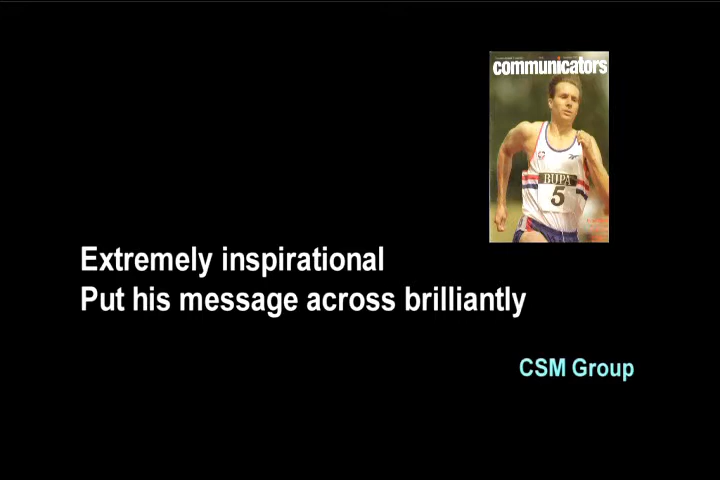 communicators
BUPA
5
Extremely inspirational
Put his message across brilliantly
CSM Group